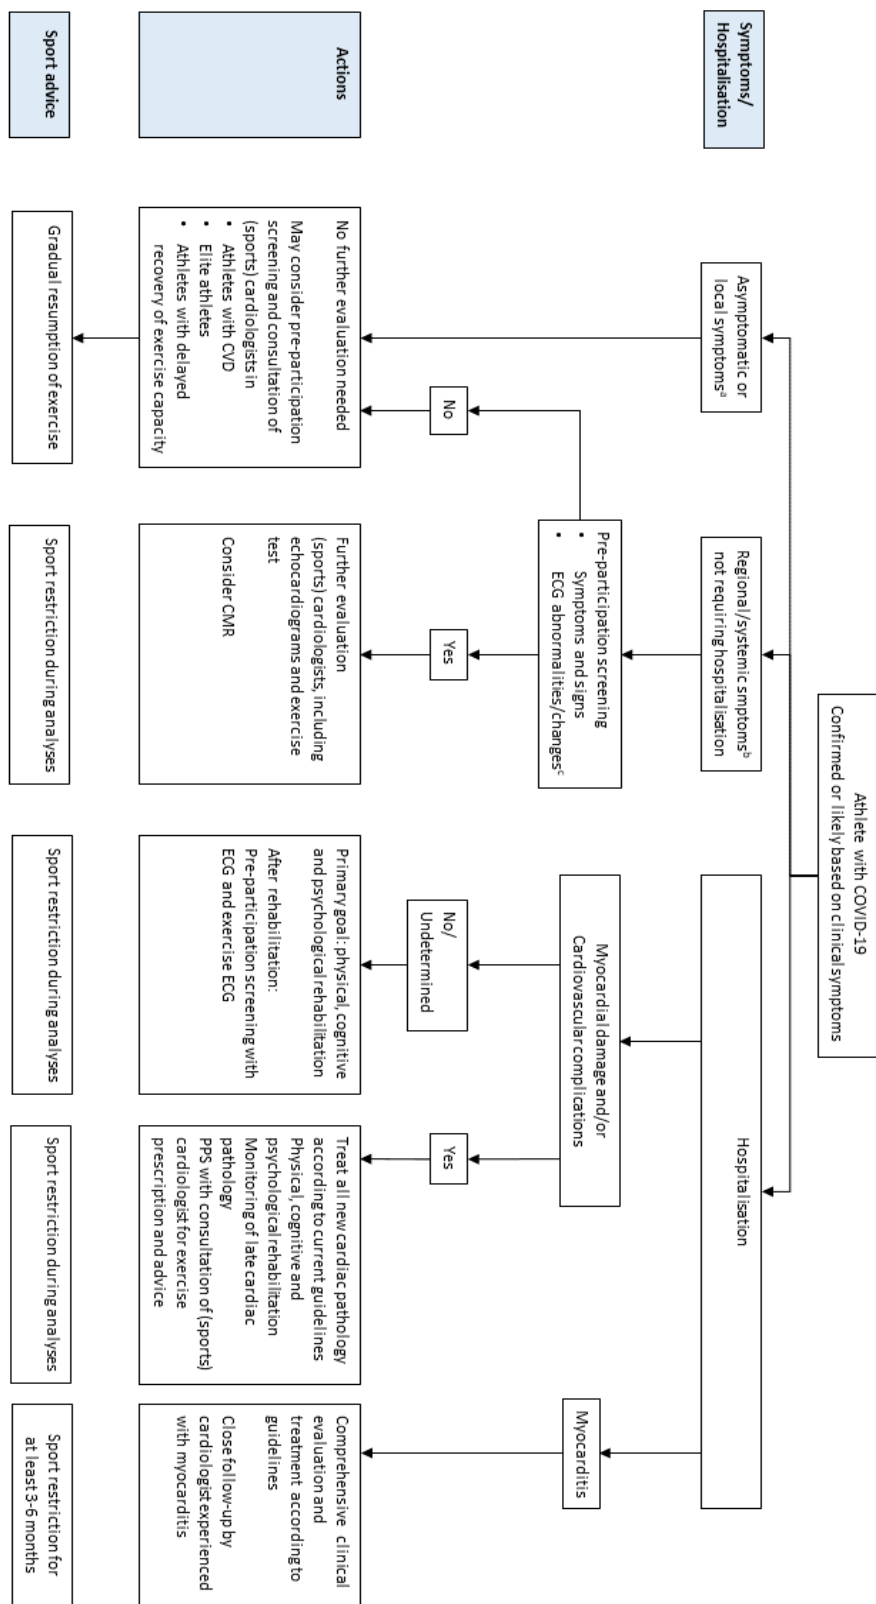 Athlete with COVID-19
Confirmed or likely based on clinical symptoms
Symptoms/
Hospitalisation
Asymptomatic or
local symptomsᵃ
Regional/systemic smptomsᵇ
not requiring hospitalisation
Hospitalisation
Pre-participation screening
• Symptoms and signs
• ECG abnormalities/changesᶜ
Myocardial damage and/or
Cardiovascular complications
Myocarditis
No
Yes
No/
Undetermined
Yes
Actions
No further evaluation needed
May consider pre-participation
screening and consultation of
(sports) cardiologists in
• Athletes with CVD
• Elite athletes
• Athletes with delayed
recovery of exercise capacity
Further evaluation
(sports) cardiologists, including
echocardiograms and exercise
test
Consider CMR
Primary goal: physical, cognitive
and psychological rehabilitation
After rehabilitation:
Pre-participation screening with
ECG and exercise ECG
Treat all new cardiac pathology
according to current guidelines
Physical, cognitive and
psychological rehabilitation
Monitoring of late cardiac
pathology
PPS with consultation of (sports)
cardiologist for exercise
prescription and advice
Comprehensive clinical
evaluation and
treatment according to
guidelines
Close follow-up by
cardiologist experienced
with myocarditis
Sport advice
Gradual resumption of exercise
Sport restriction during analyses
Sport restriction during analyses
Sport restriction during analyses
Sport restriction for
at least 3-6 months